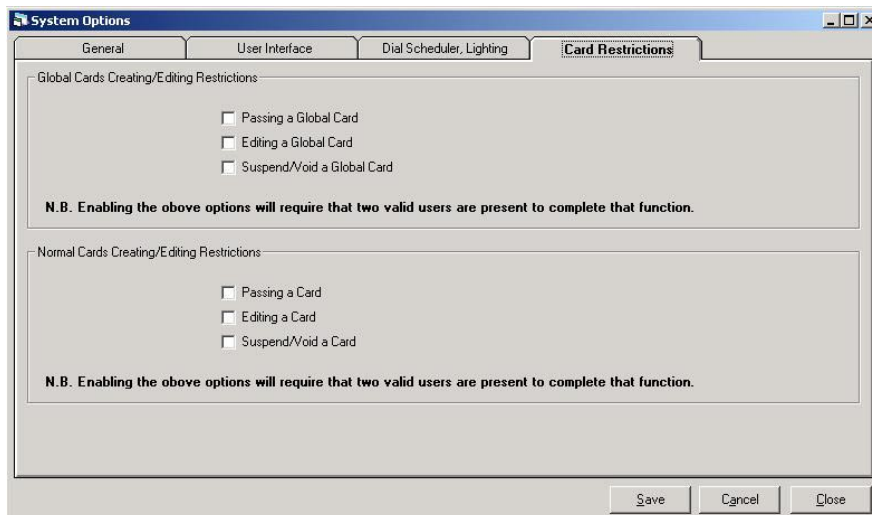 System Options
General
User Interface
Dial Scheduler, Lighting
Card Restrictions
Global Cards Creating/Editing Restrictions
Passing a Global Card
Editing a Global Card
Suspend/Void a Global Card
N.B. Enabling the obove options will require that two valid users are present to complete that function.
Normal Cards Creating/Editing Restrictions
Passing a Card
Editing a Card
Suspend/Void a Card
N.B. Enabling the obove options will require that two valid users are present to complete that function.
Save
Cancel
Close